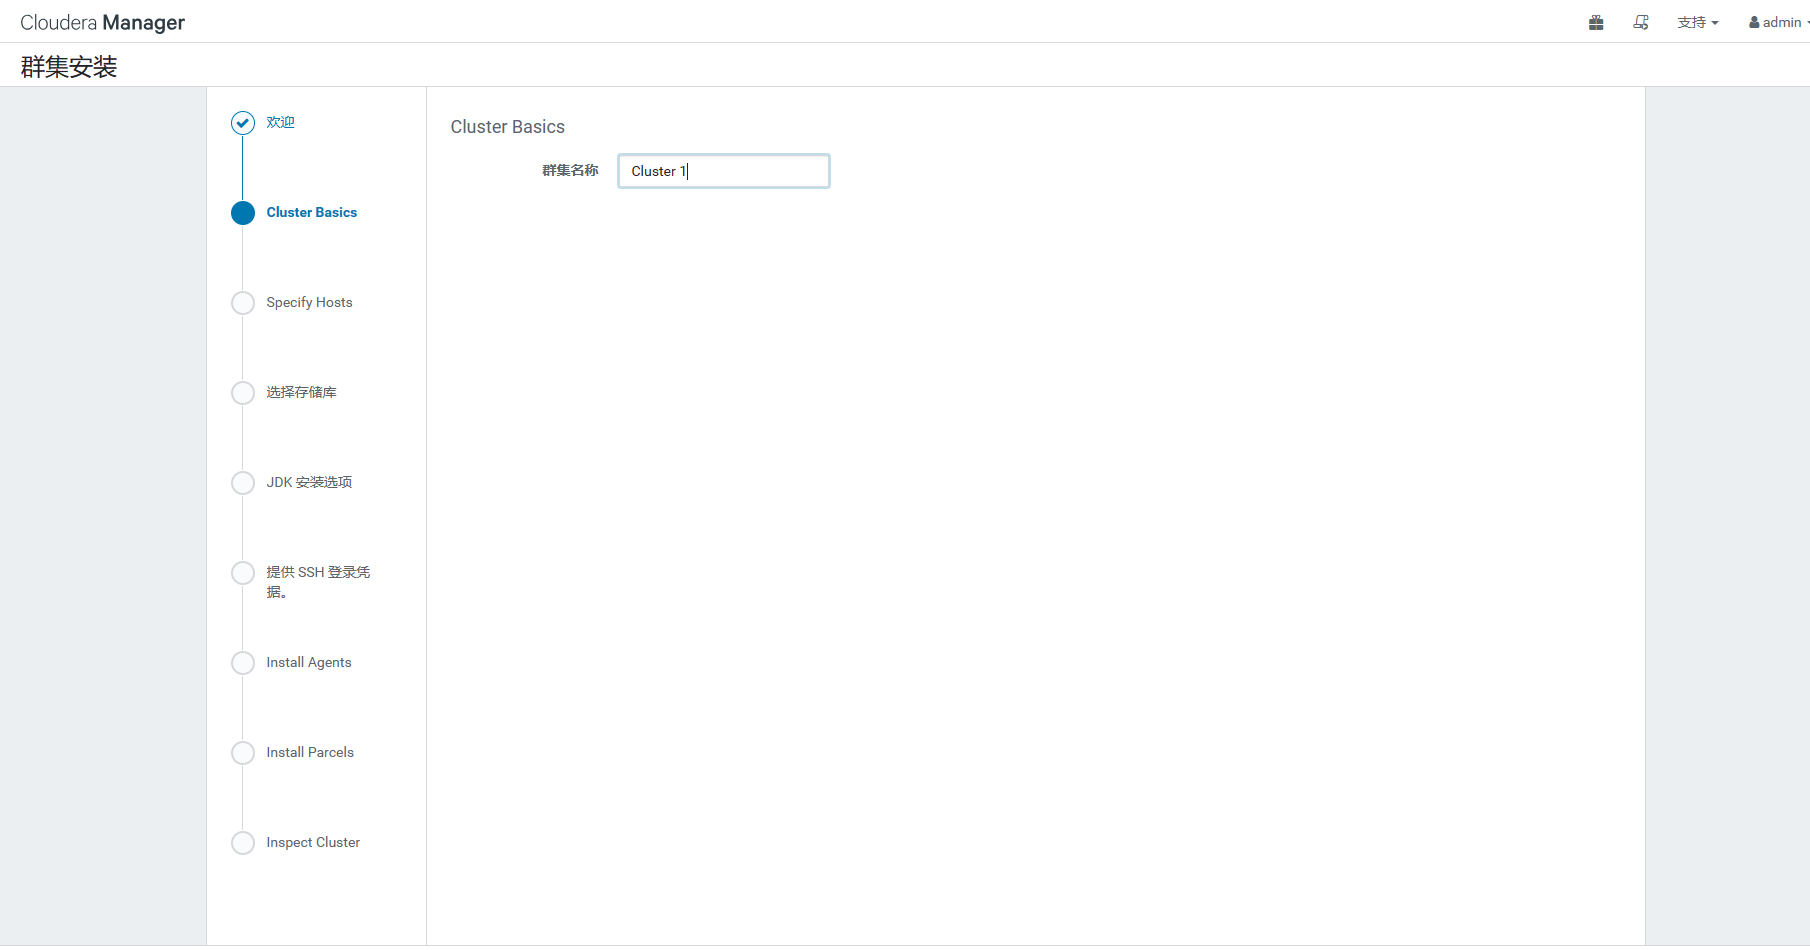 Cloudera Manager
支持
admin
群集安装
欢迎
Cluster Basics
Specify Hosts
选择存储库
JDK 安装选项
提供 SSH 登录凭
据。
Install Agents
Install Parcels
Inspect Cluster
Cluster Basics
群集名称 Cluster 1